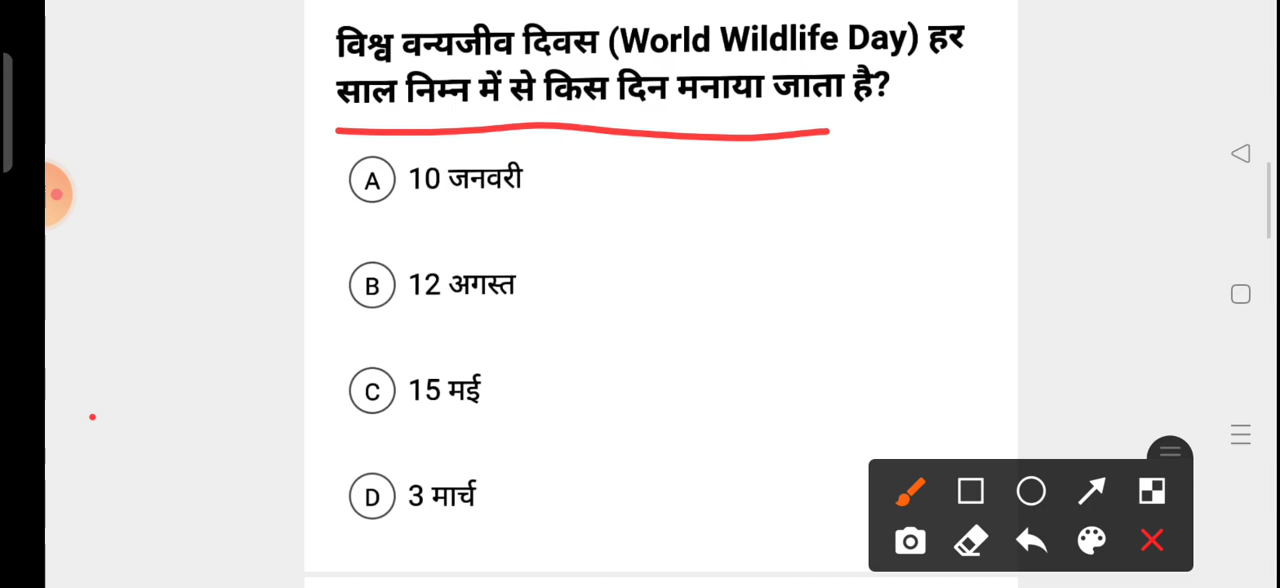 विश्व वन्यजीव दिवस (World Wildlife Day) हर
साल निम्न में से किस दिन मनाया जाता है?
A 10 जनवरी
B 12 अगस्त
C 15 मई
D 3 मार्च